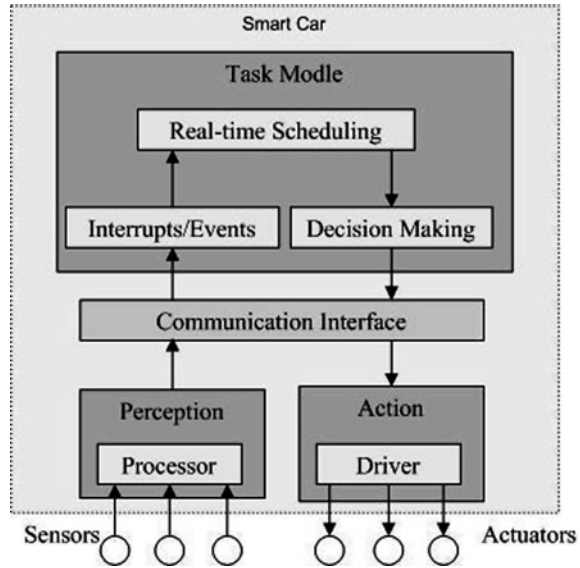 Smart Car
Task Modle
Real-time Scheduling
Interrupts/Events
Decision Making
Communication Interface
Perception
Action
Processor
Driver
Sensors
Actuators